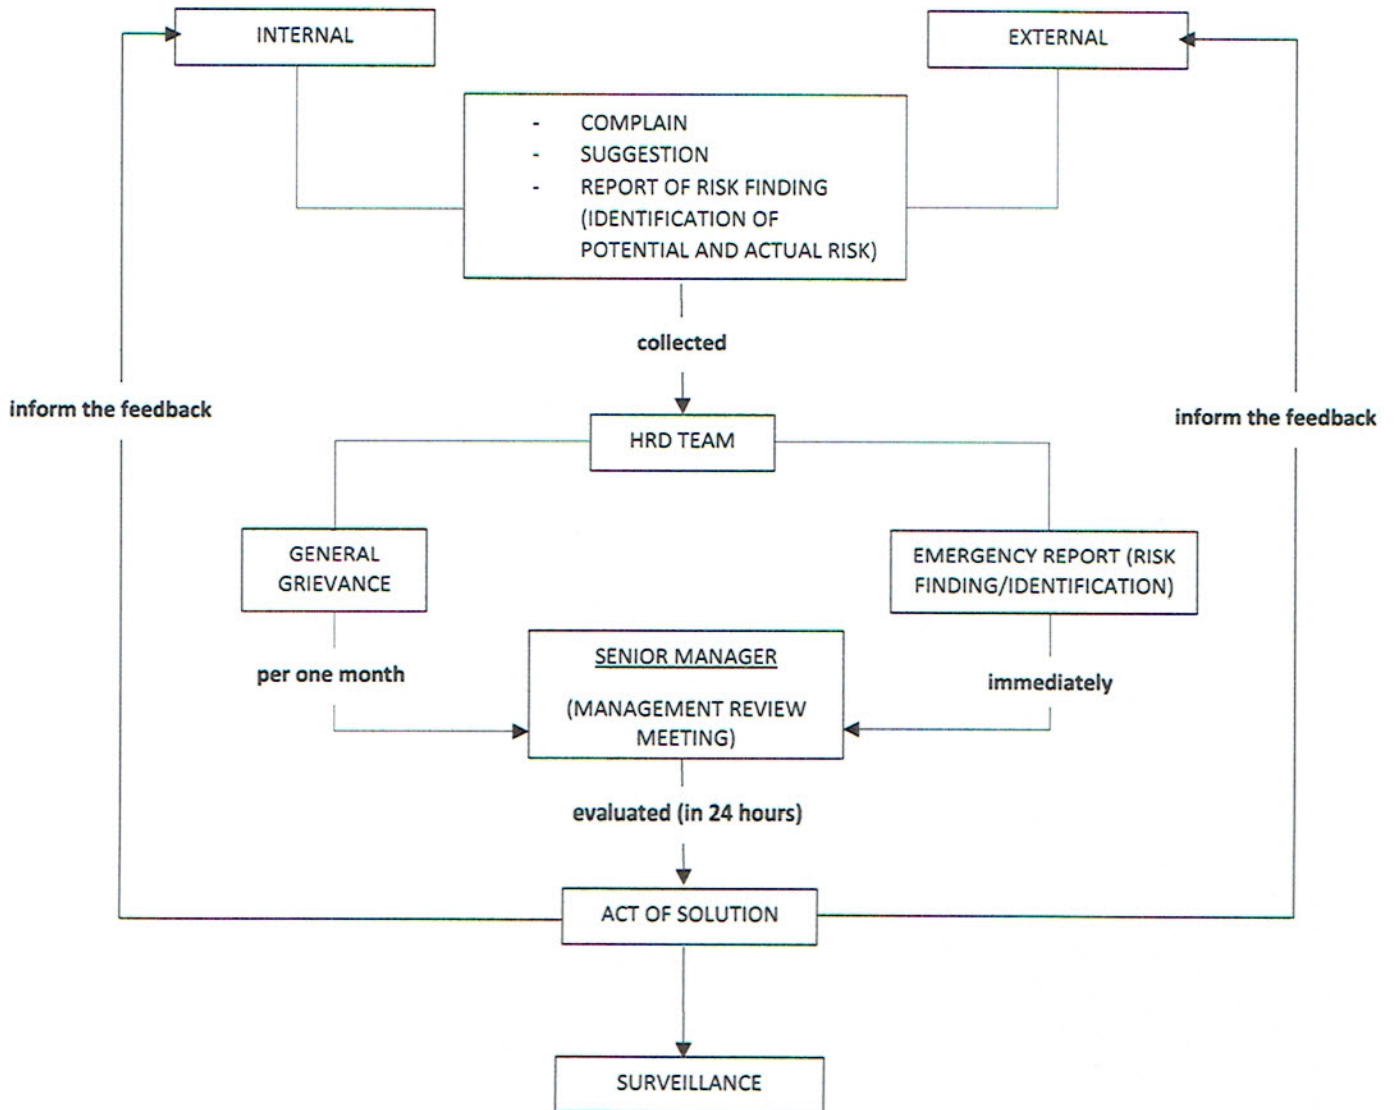 INTERNAL
EXTERNAL
- COMPLAIN
- SUGGESTION
- REPORT OF RISK FINDING
(IDENTIFICATION OF
POTENTIAL AND ACTUAL RISK)
collected
inform the feedback
inform the feedback
HRD TEAM
GENERAL
GRIEVANCE
EMERGENCY REPORT (RISK
FINDING/IDENTIFICATION)
per one month
SENIOR MANAGER
(MANAGEMENT REVIEW
MEETING)
immediately
evaluated (in 24 hours)
ACT OF SOLUTION
SURVEILLANCE